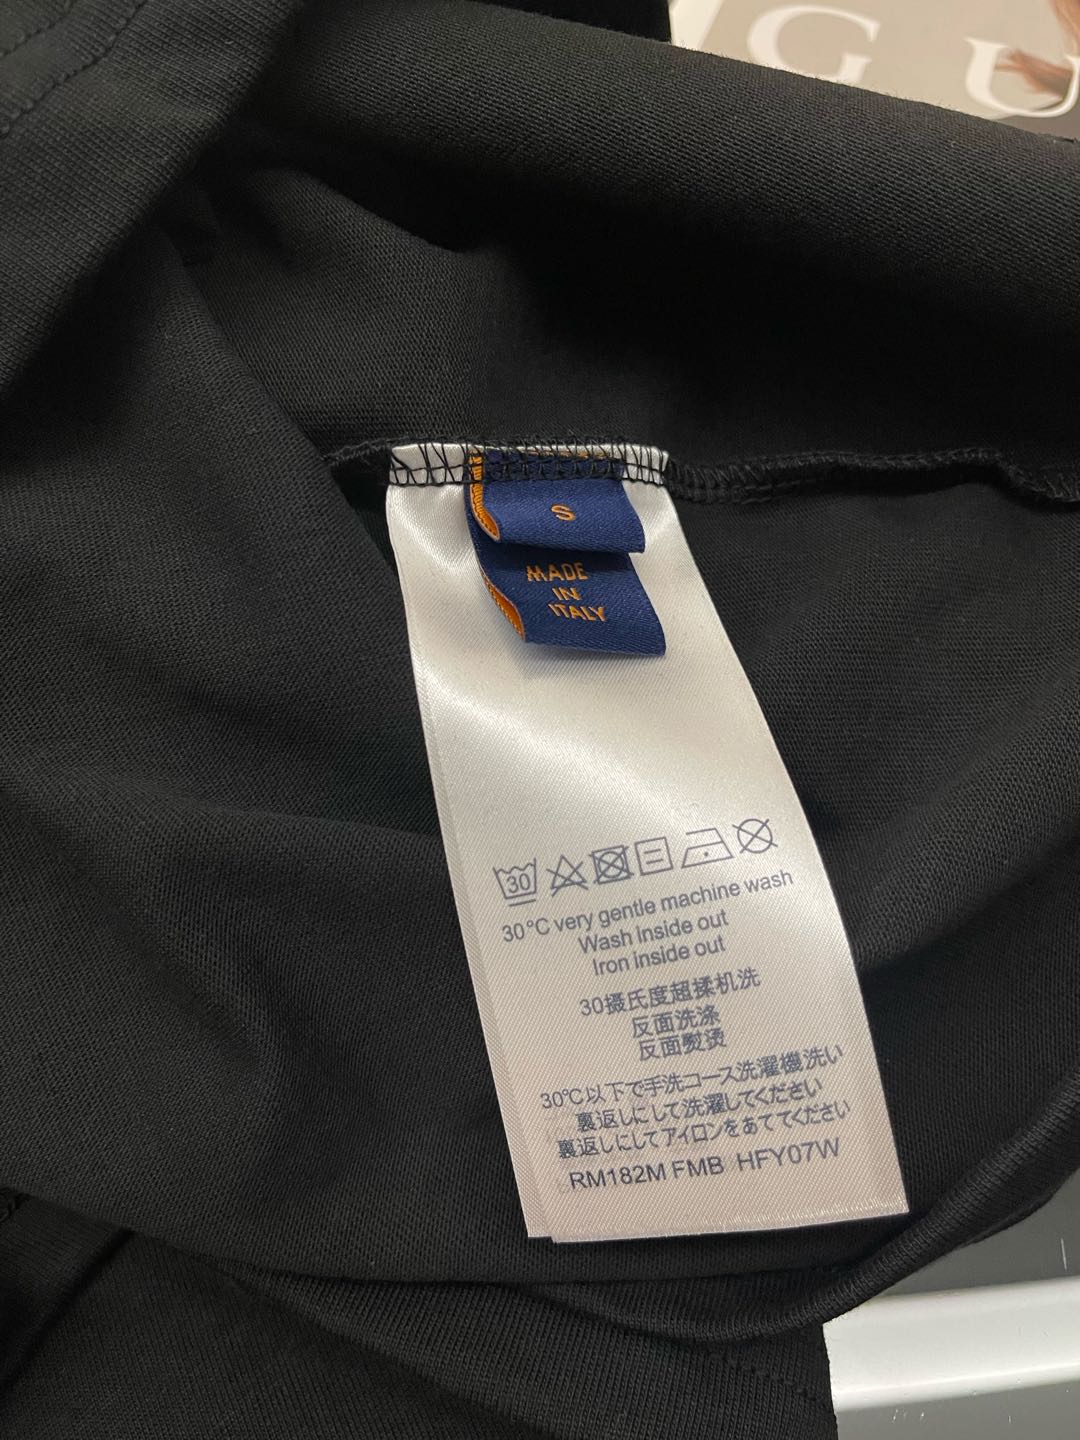 GU
S
MADE
IN
ITALY
30
30°C very gentle machine wash
Wash inside out
Iron inside out
30摄氏度超揉机洗
反面洗涤
反面熨烫
30℃以下で手洗コース洗濯機洗い
裏返しにして洗濯してください
裏返しにしてアイロンをあててください
RM182M FMB HFY07W